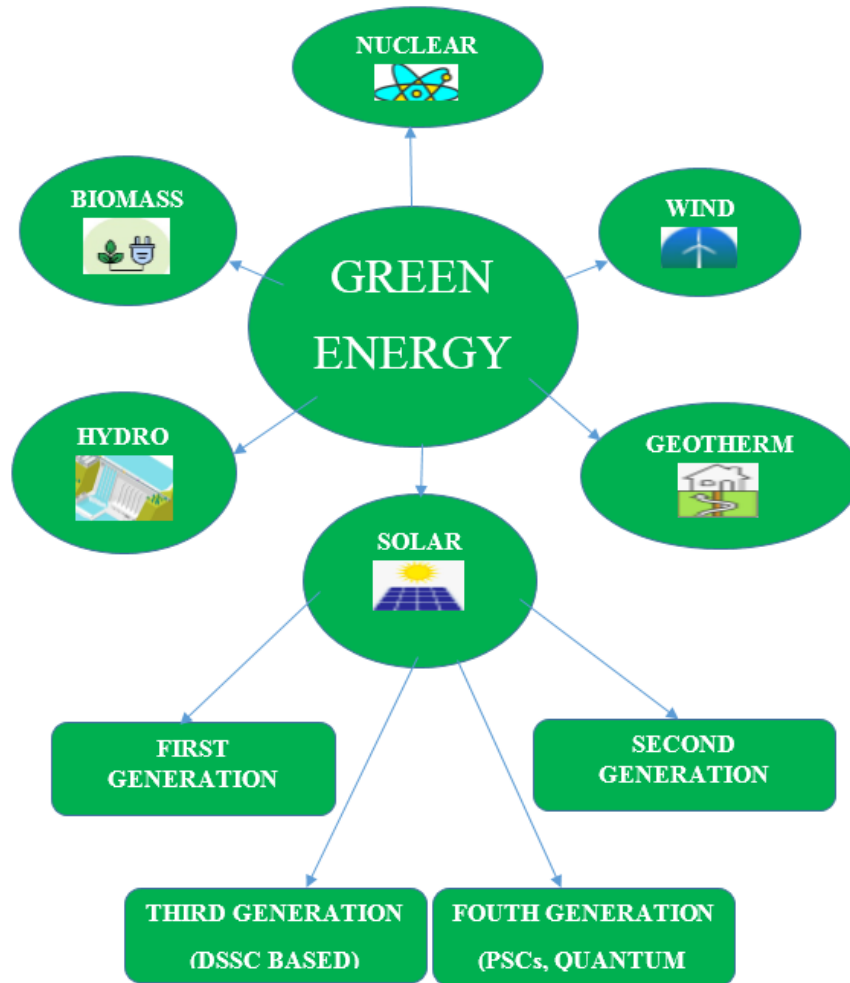 NUCLEAR
BIOMASS
WIND
GREEN
ENERGY
HYDRO
GEOTHERM
SOLAR
FIRST
GENERATION
SECOND
GENERATION
THIRD GENERATION
(DSSC BASED)
FOUTH GENERATION
(PSCs, QUANTUM